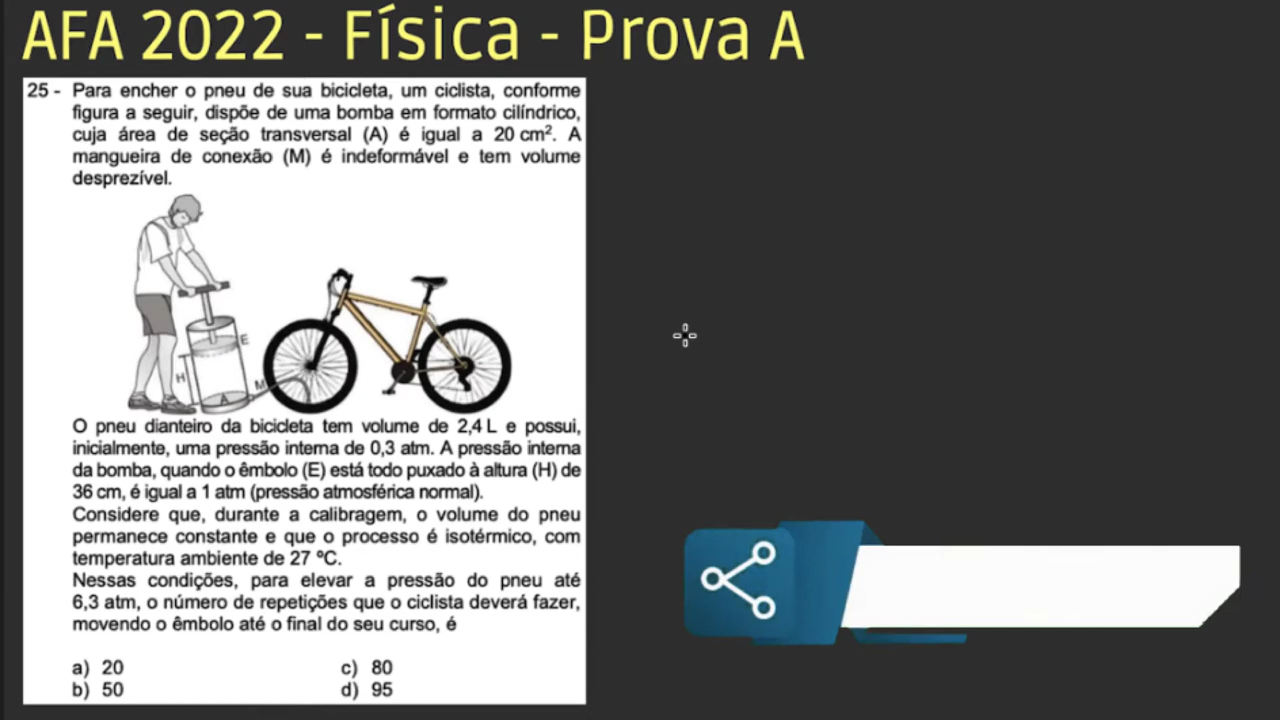 AFA 2022 - Física - Prova A
25 - Para encher o pneu de sua bicicleta, um ciclista, conforme
figura a seguir, dispõe de uma bomba em formato cilíndrico,
cuja área de seção transversal (A) é igual a 20 cm². A
mangueira de conexão (M) é indeformável e tem volume
desprezível.
E
H
M
A
O pneu dianteiro da bicicleta tem volume de 2,4 L e possui,
inicialmente, uma pressão interna de 0,3 atm. A pressão interna
da bomba, quando o êmbolo (E) está todo puxado à altura (H) de
36 cm, é igual a 1 atm (pressão atmosférica normal).
Considere que, durante a calibragem, o volume do pneu
permanece constante e que o processo é isotérmico, com
temperatura ambiente de 27 ºC.
Nessas condições, para elevar a pressão do pneu até
6,3 atm, o número de repetições que o ciclista deverá fazer,
movendo o êmbolo até o final do seu curso, é
a) 20 c) 80
b) 50 d) 95